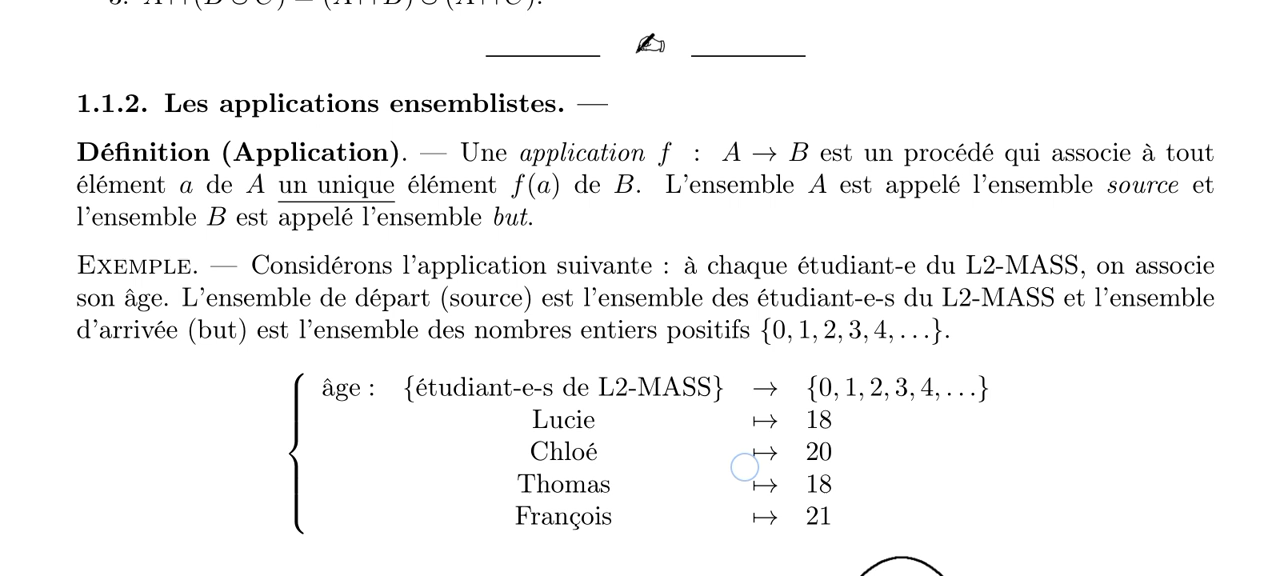 1.1.2. Les applications ensemblistes. —
Définition (Application). — Une application f : A → B est un procédé qui associe à tout
élément a de A un unique élément f(a) de B. L'ensemble A est appelé l'ensemble source et
l'ensemble B est appelé l'ensemble but.
EXEMPLE. — Considérons l'application suivante : à chaque étudiant-e du L2-MASS, on associe
son âge. L'ensemble de départ (source) est l'ensemble des étudiant-e-s du L2-MASS et l'ensemble
d'arrivée (but) est l'ensemble des nombres entiers positifs {0, 1, 2, 3, 4, . . .}.
âge : {étudiant-e-s de L2-MASS} → {0, 1, 2, 3, 4, . . .}
Lucie ↦ 18
Chloé ↦ 20
Thomas ↦ 18
François ↦ 21